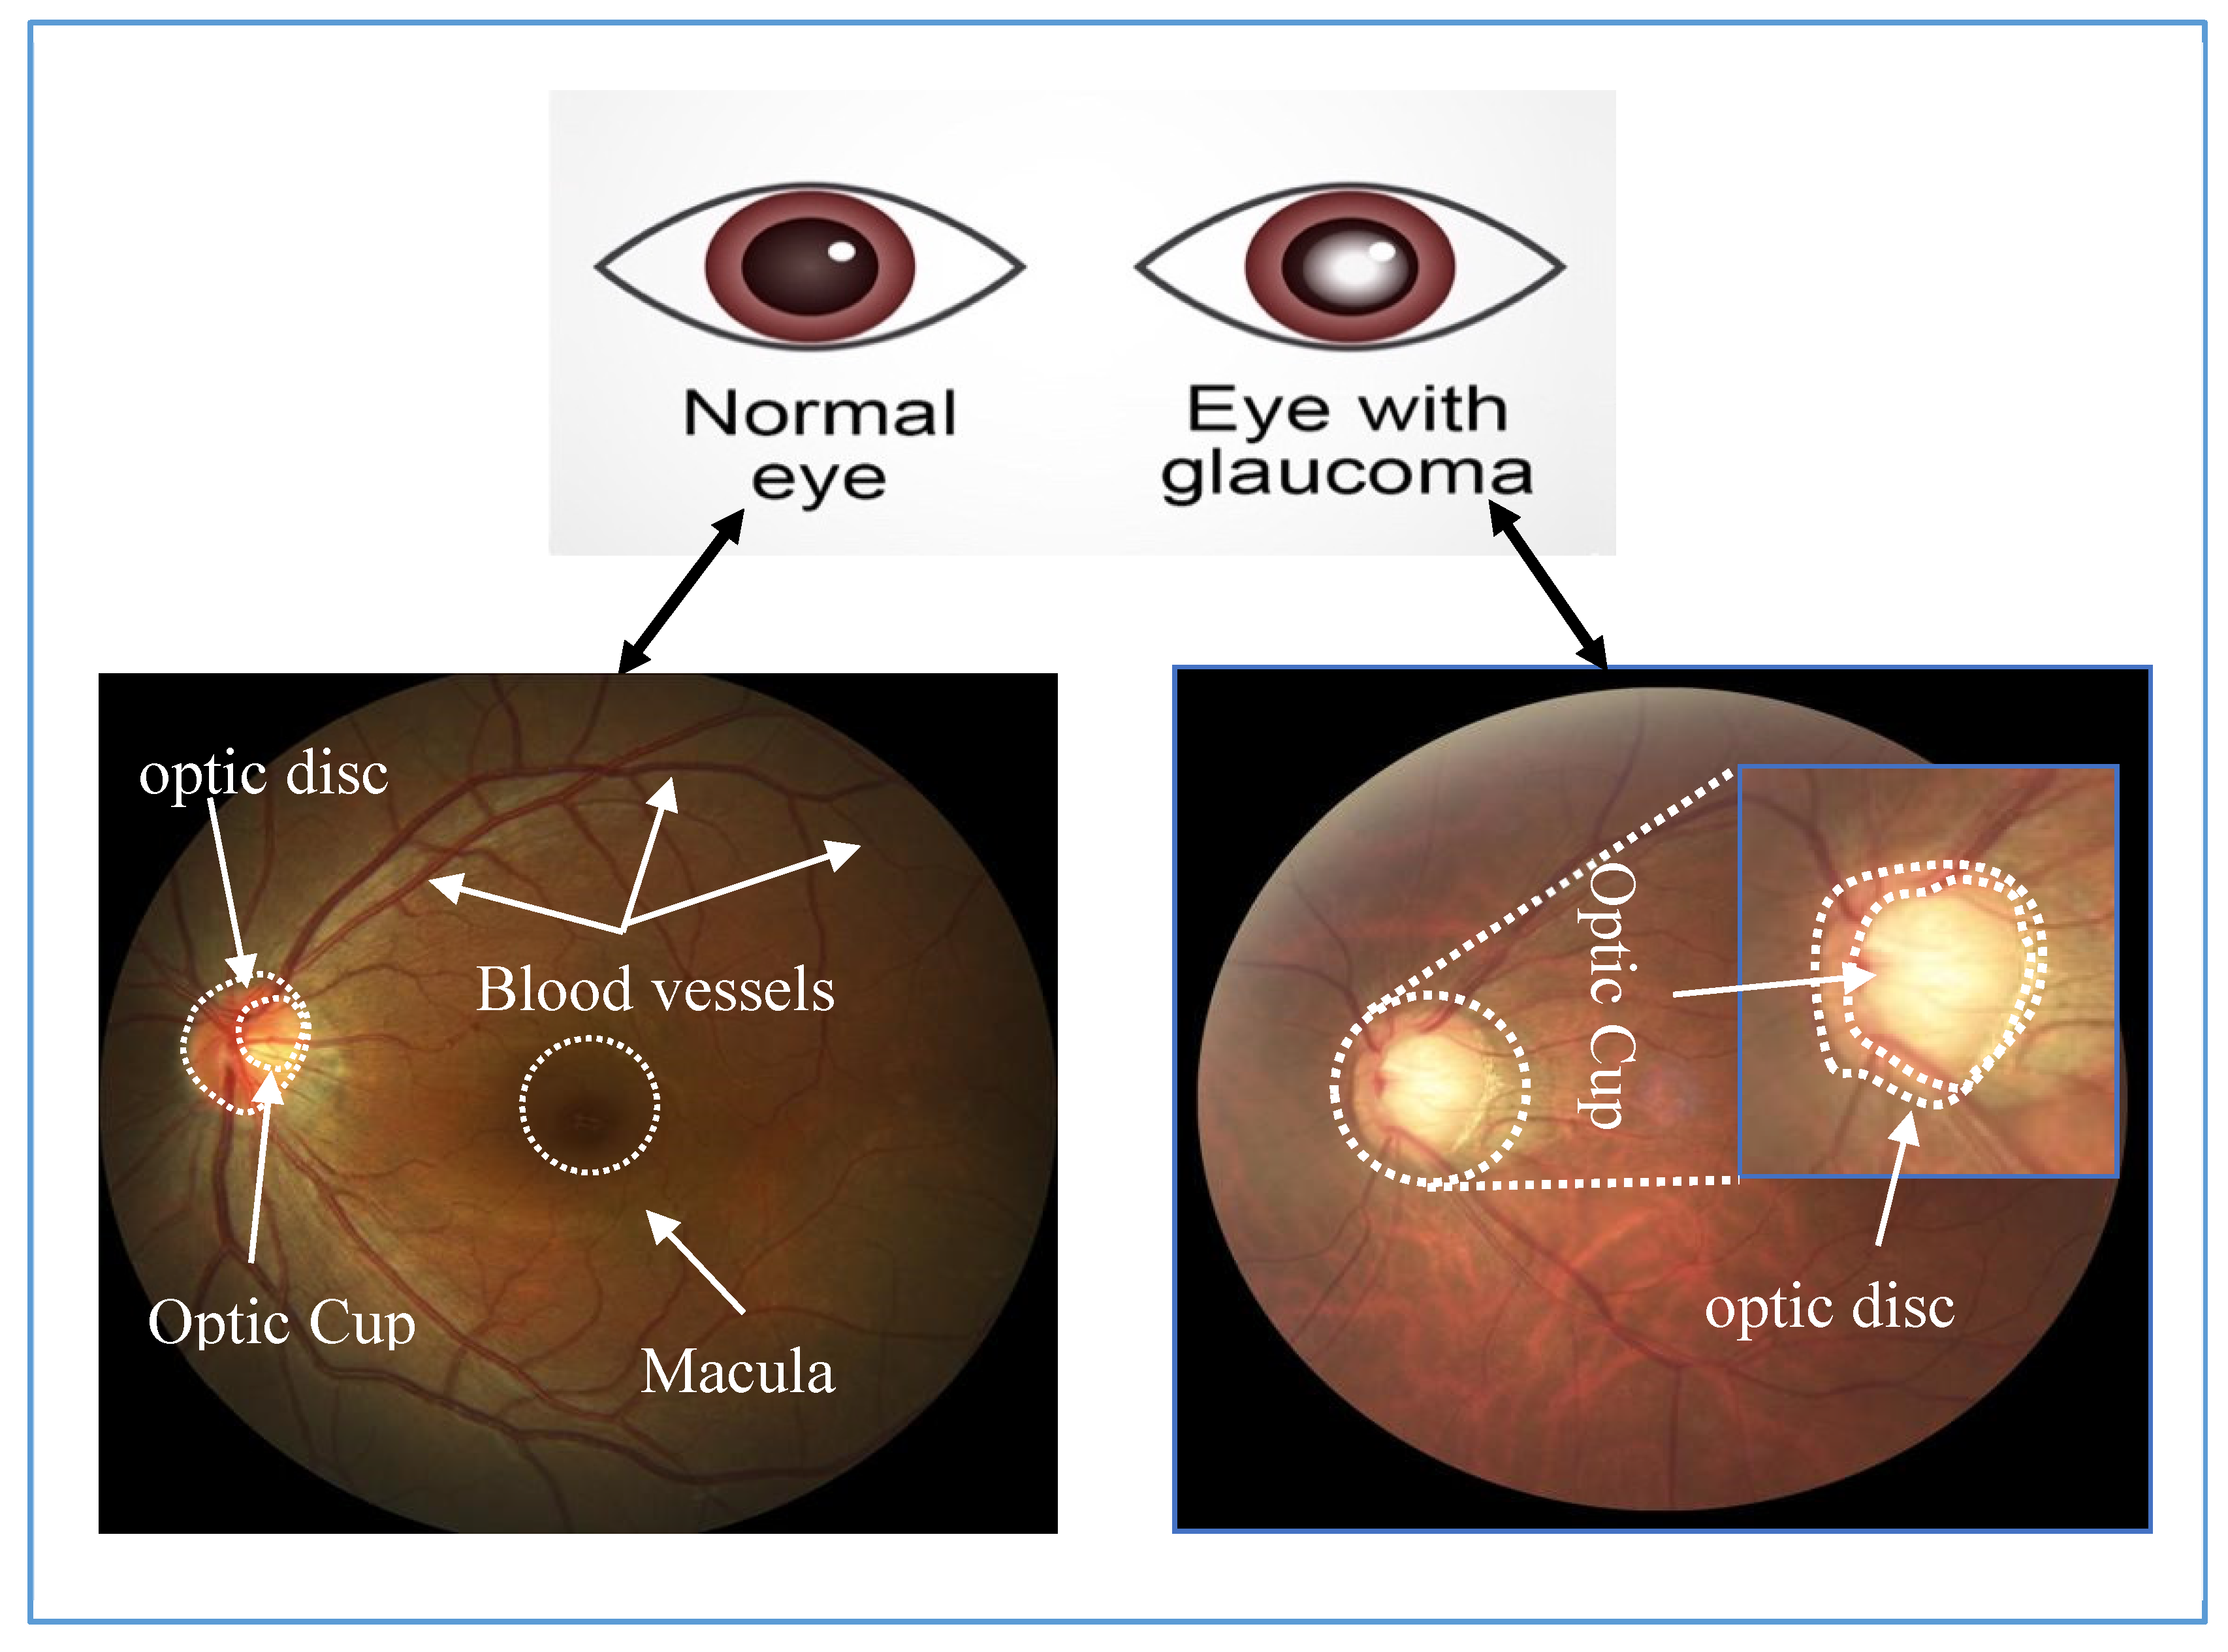 Normal
eye
Eye with
glaucoma
optic disc
Blood vessels
Optic Cup
Macula
Optic Cup
optic disc